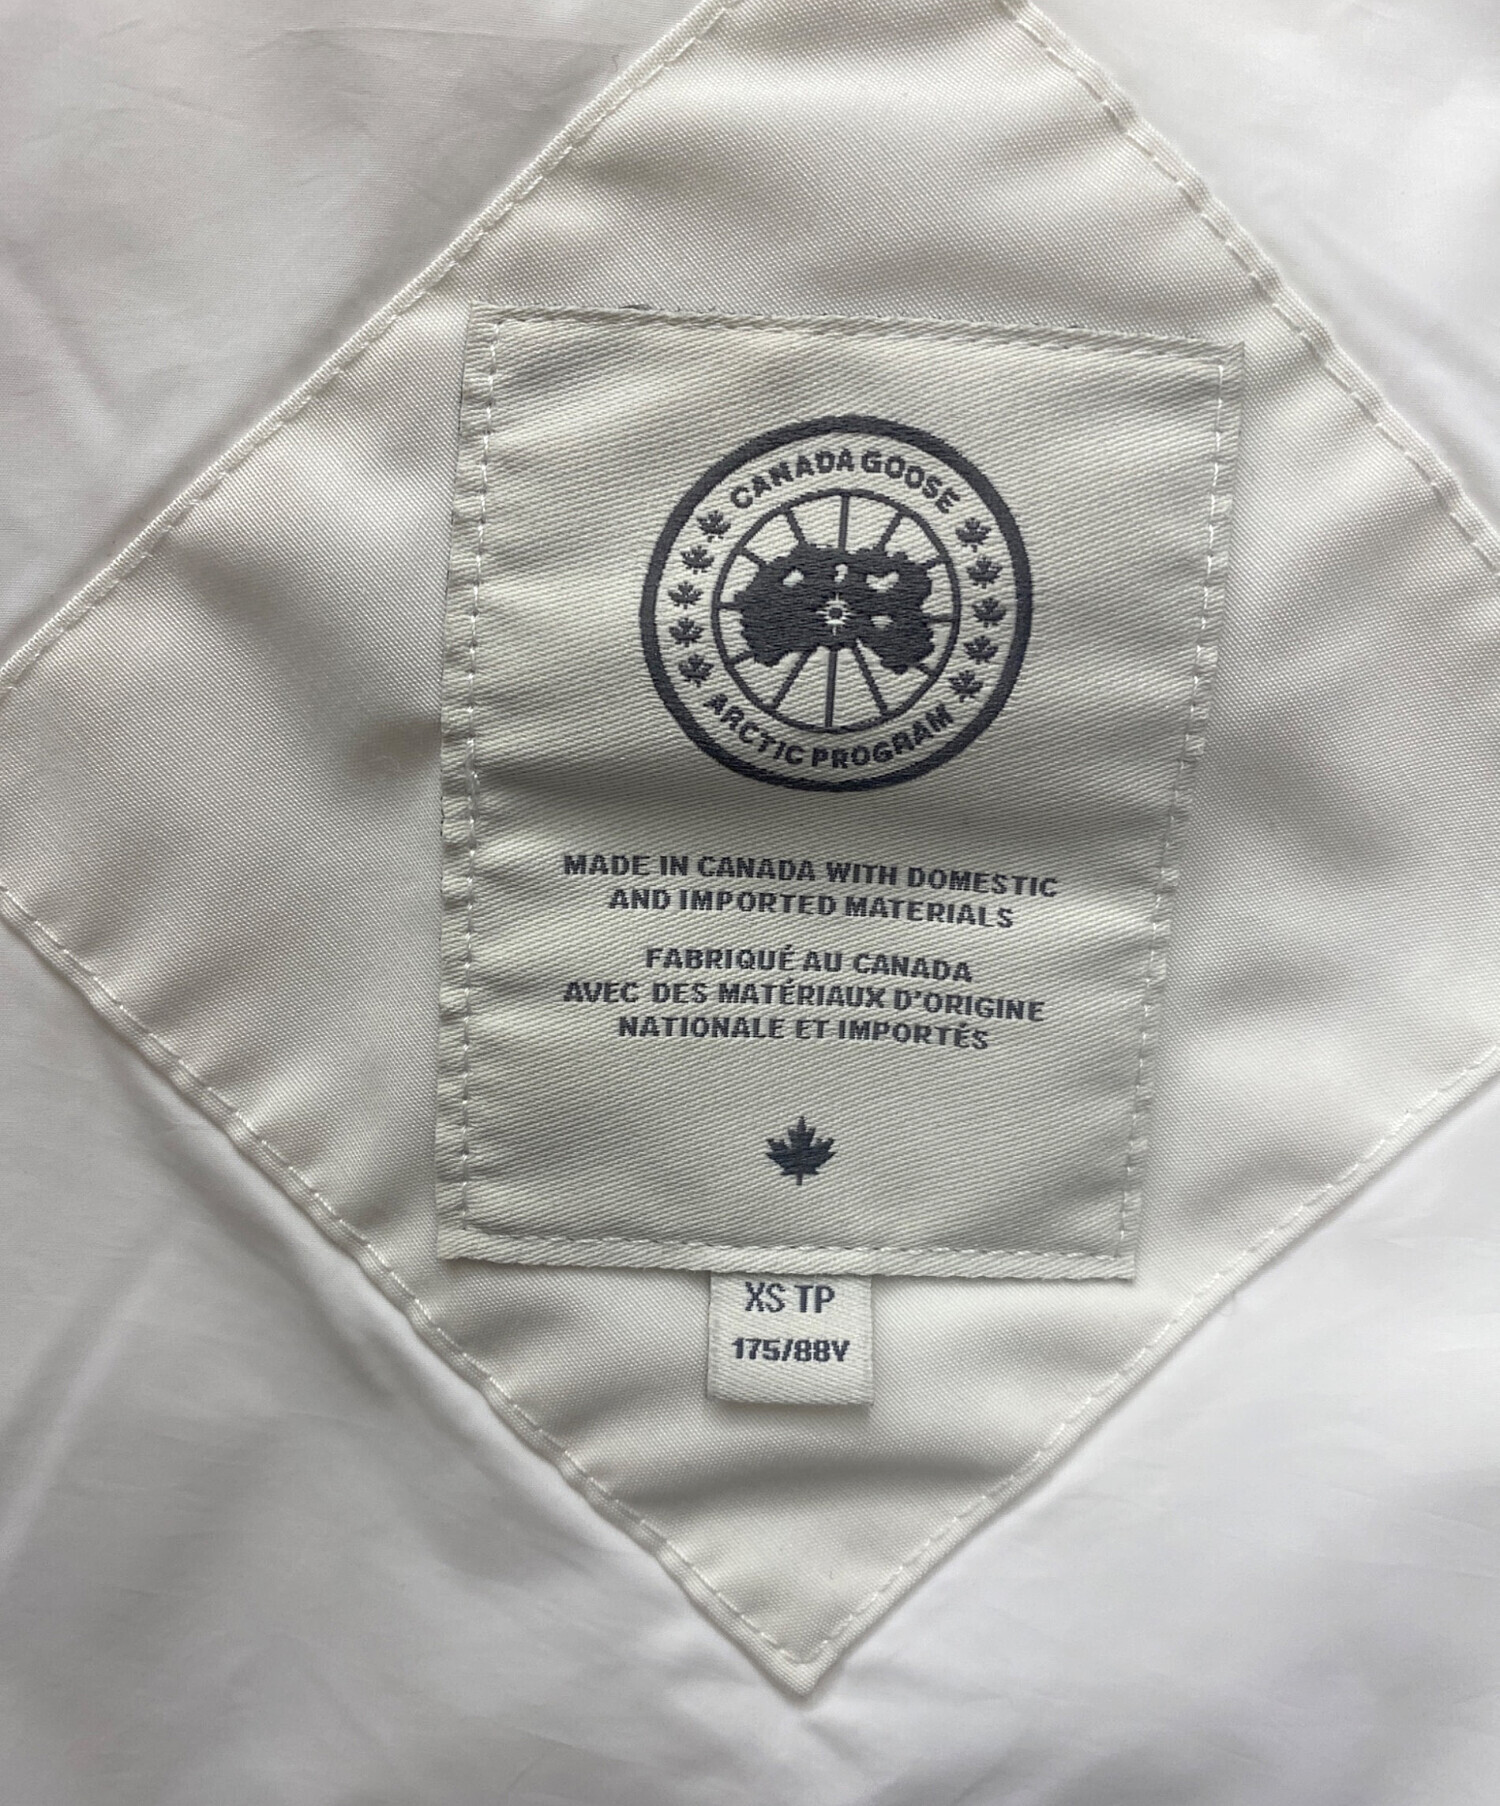 CANADA GOOSE
ARCTIC PROGRAM
MADE IN CANADA WITH DOMESTIC
AND IMPORTED MATERIALS
FABRIQUÉ AU CANADA
AVEC DES MATÉRIAUX D'ORIGINE
NATIONALE ET IMPORTÉS
XS TP
175/88Y